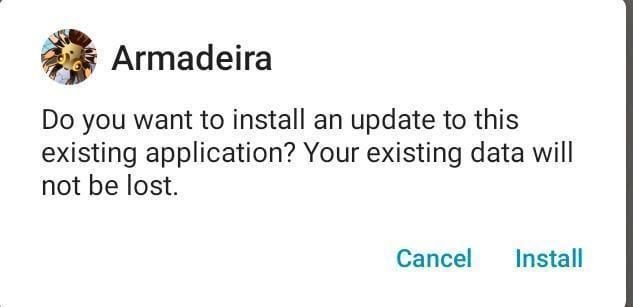 Armadeira
Do you want to install an update to this
existing application? Your existing data will
not be lost.
Cancel Install